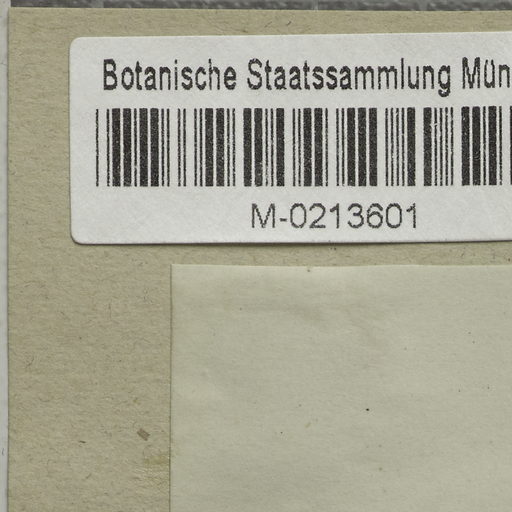 Botanische Staatssammlung Mün
M-0213601